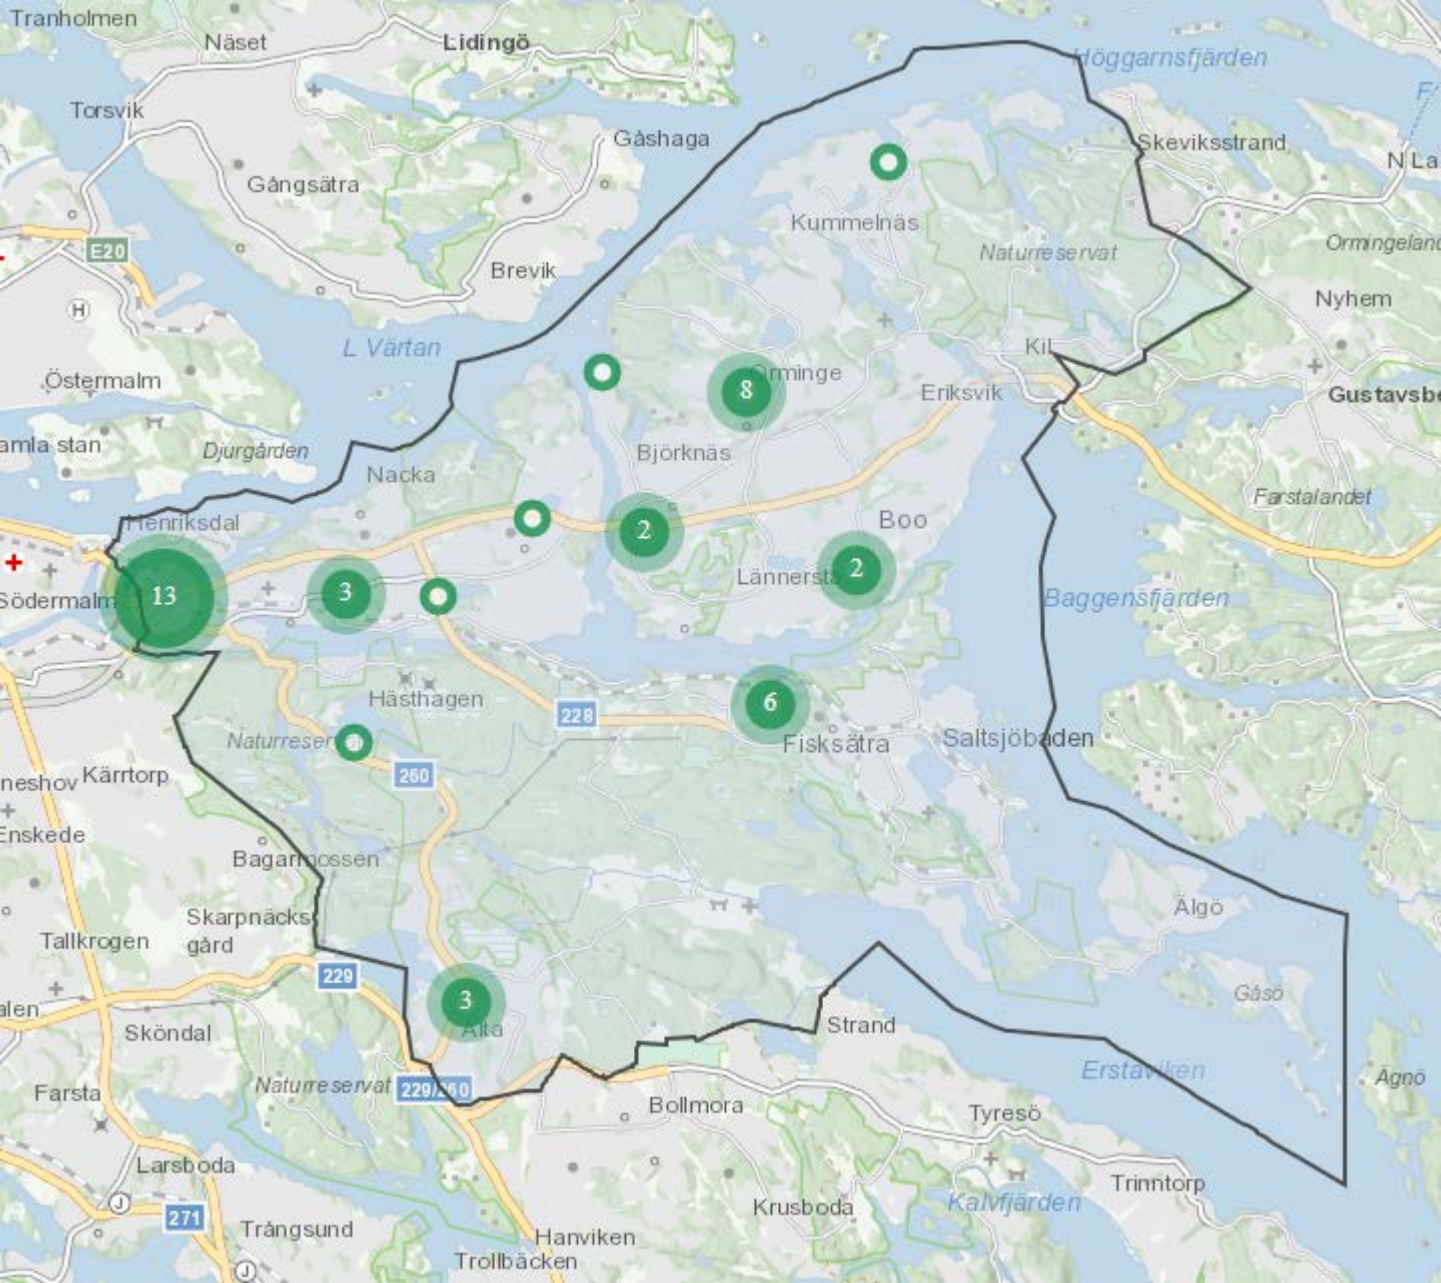 Tranholmen
Näset
Lidingö
Höggarnsfjärden
Torsvik
Gåshaga
Skeviksstrand
N La
Gångsätra
Kummelnäs
E20
Naturreservat
Ormingeland
Brevik
H
Nyhem
L Värtan
Kil
Östermalm
8
Orminge
Eriksvik
Gustavsbe
amla stan
Djurgården
Björknäs
Nacka
Farstalandet
Henriksdal
2
Boo
13
3
Lännersta
2
Södermalm
Baggensfjärden
Hästhagen
6
228
Naturreser
Fisksätra
Saltsjöbaden
neshov
Kärrtorp
260
Enskede
Bagarmossen
Älgö
Skarpnäcks
gård
Tallkrogen
229
Gåsö
3
alen
Sköndal
Älta
Strand
Erstaviken
Ägnö
Farsta
Naturreservat
229/260
Bollmora
Tyresö
Larsboda
Trinntorp
J
Krusboda
Kalvfjärden
271
Trångsund
Hanviken
Trollbäcken
J